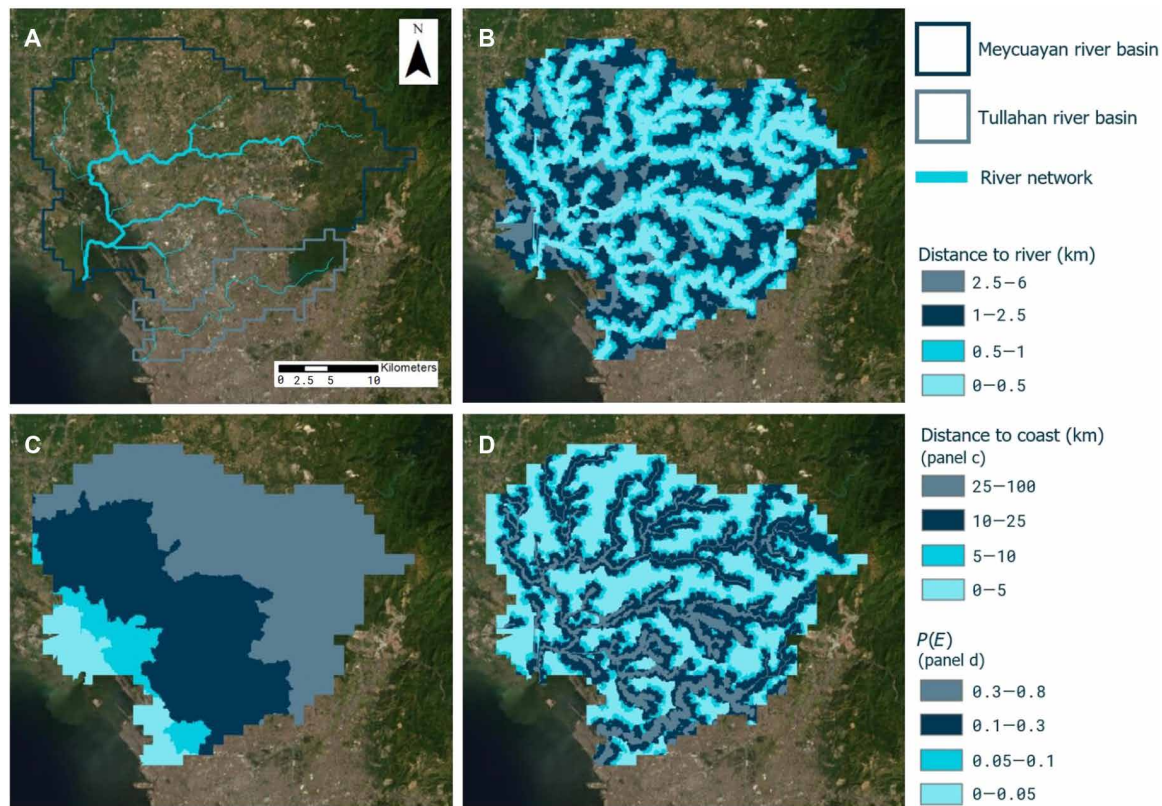 A
N
Kilometers
0 2.5 5 10
B
C
D
Meycuayan river basin
Tullahan river basin
River network
Distance to river (km)
2.5–6
1–2.5
0.5–1
0–0.5
Distance to coast (km)
(panel c)
25–100
10–25
5–10
0–5
P(E)
(panel d)
0.3–0.8
0.1–0.3
0.05–0.1
0–0.05